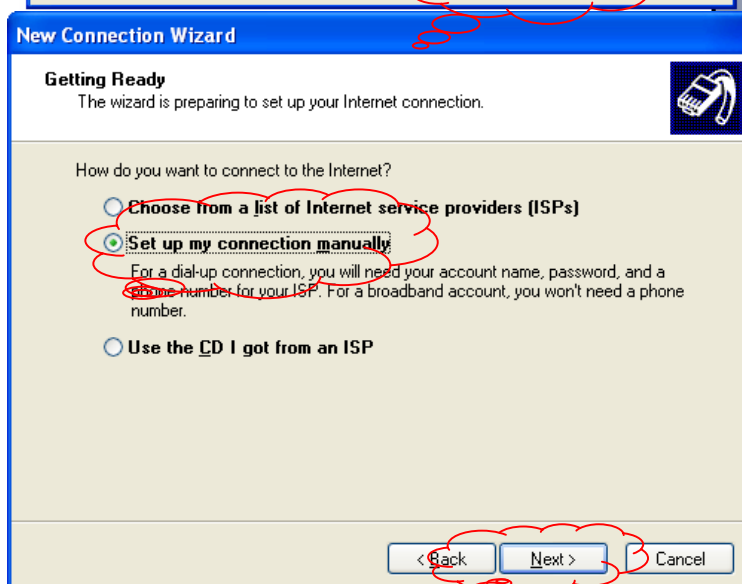 New Connection Wizard
Getting Ready
The wizard is preparing to set up your Internet connection.
How do you want to connect to the Internet?
Choose from a list of Internet service providers (ISPs)
Set up my connection manually
For a dial-up connection, you will need your account name, password, and a
phone number for your ISP. For a broadband account, you won't need a phone
number.
Use the CD I got from an ISP
< Back Next > Cancel